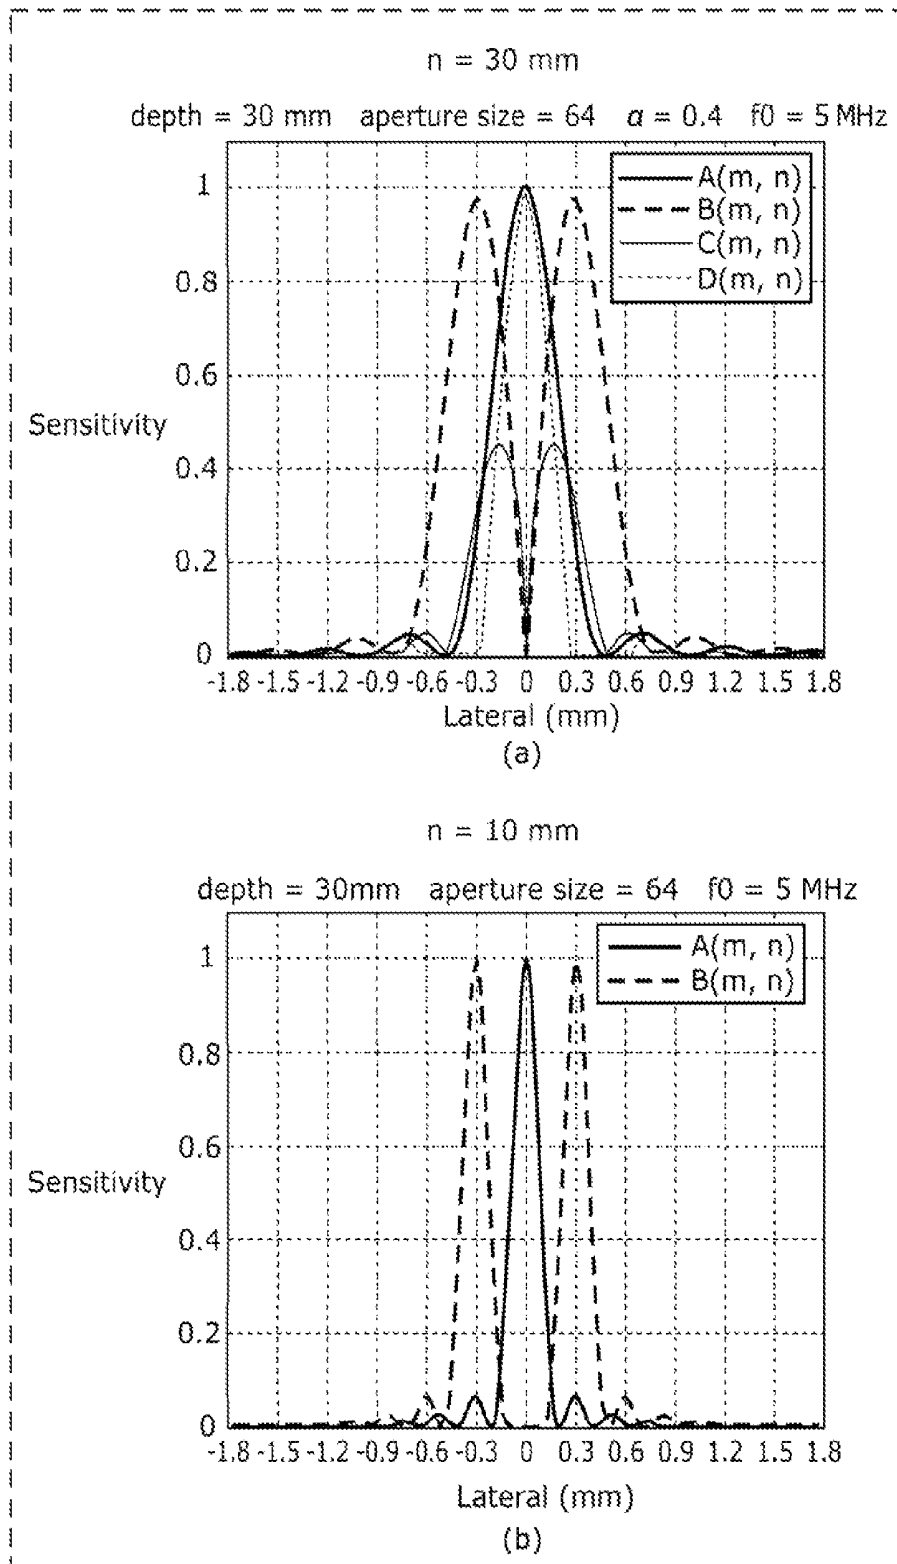 n = 30 mm
depth = 30 mm aperture size = 64 α = 0.4 f0 = 5 MHz
A(m, n)
B(m, n)
C(m, n)
D(m, n)
1
0.8
0.6
Sensitivity
0.4
0.2
0
-1.8 -1.5 -1.2 -0.9 -0.6 -0.3 0 0.3 0.6 0.9 1.2 1.5 1.8
Lateral (mm)
(a)
n = 10 mm
depth = 30mm aperture size = 64 f0 = 5 MHz
A(m, n)
B(m, n)
1
0.8
0.6
Sensitivity
0.4
0.2
0
-1.8 -1.5 -1.2 -0.9 -0.6 -0.3 0 0.3 0.6 0.9 1.2 1.5 1.8
Lateral (mm)
(b)